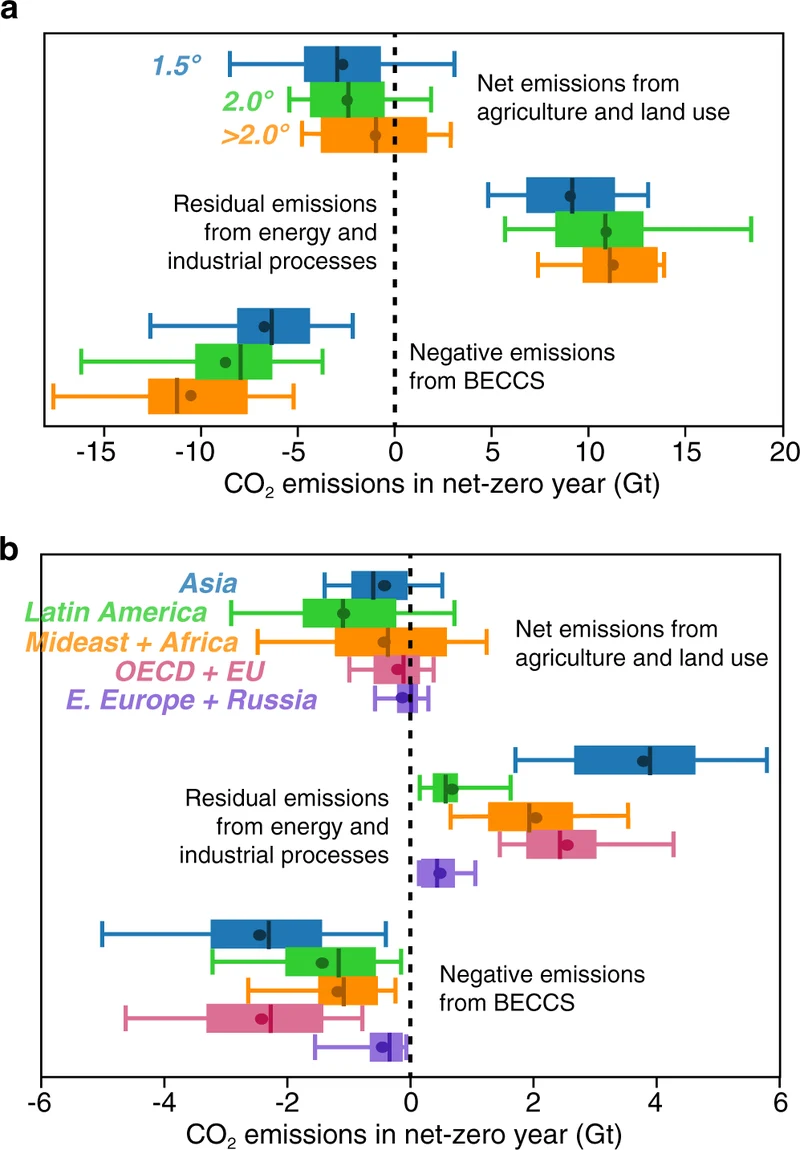 a
1.5°
2.0°
>2.0°
Net emissions from
agriculture and land use
Residual emissions
from energy and
industrial processes
Negative emissions
from BECCS
-15 -10 -5 0 5 10 15 20
CO₂ emissions in net-zero year (Gt)
b
Asia
Latin America
Mideast + Africa
OECD + EU
E. Europe + Russia
Net emissions from
agriculture and land use
Residual emissions
from energy and
industrial processes
Negative emissions
from BECCS
-6 -4 -2 0 2 4 6
CO₂ emissions in net-zero year (Gt)